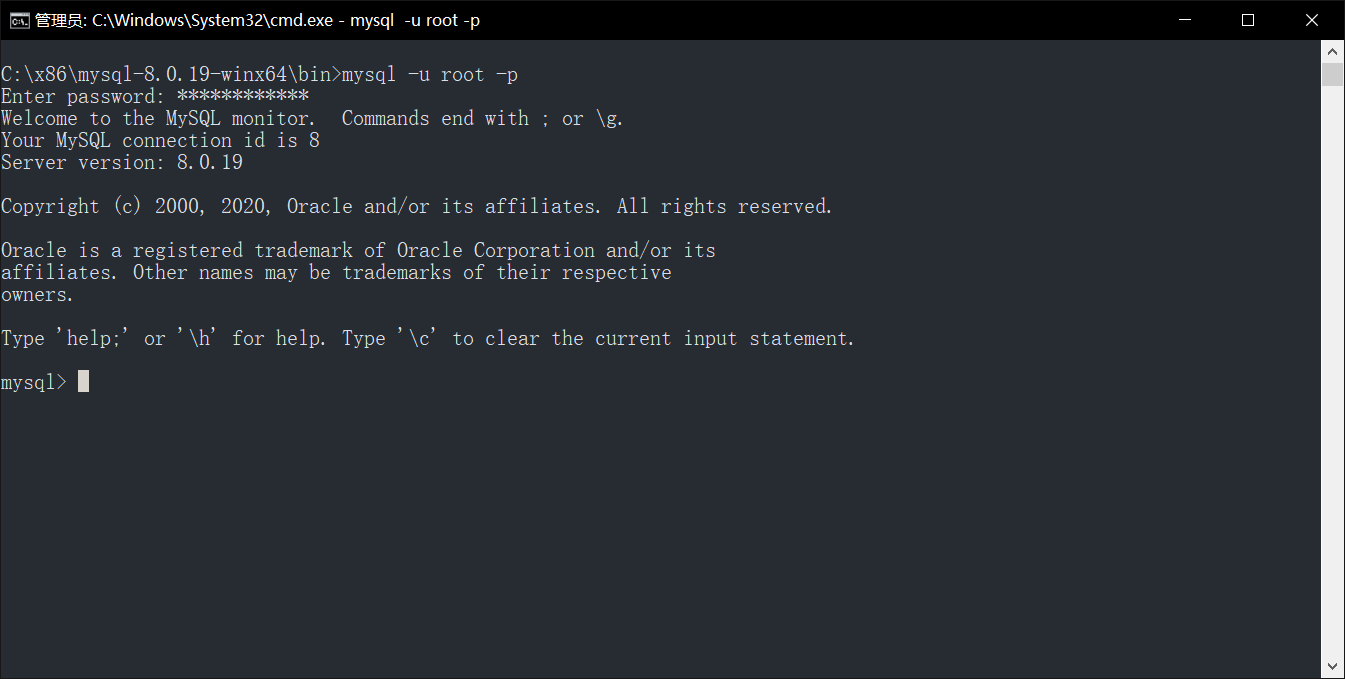 管理员: C:\Windows\System32\cmd.exe - mysql  -u root -p
C:\x86\mysql-8.0.19-winx64\bin>mysql -u root -p
Enter password: ************
Welcome to the MySQL monitor.  Commands end with ; or \g.
Your MySQL connection id is 8
Server version: 8.0.19
Copyright (c) 2000, 2020, Oracle and/or its affiliates. All rights reserved.
Oracle is a registered trademark of Oracle Corporation and/or its
affiliates. Other names may be trademarks of their respective
owners.
Type 'help;' or '\h' for help. Type '\c' to clear the current input statement.
mysql>